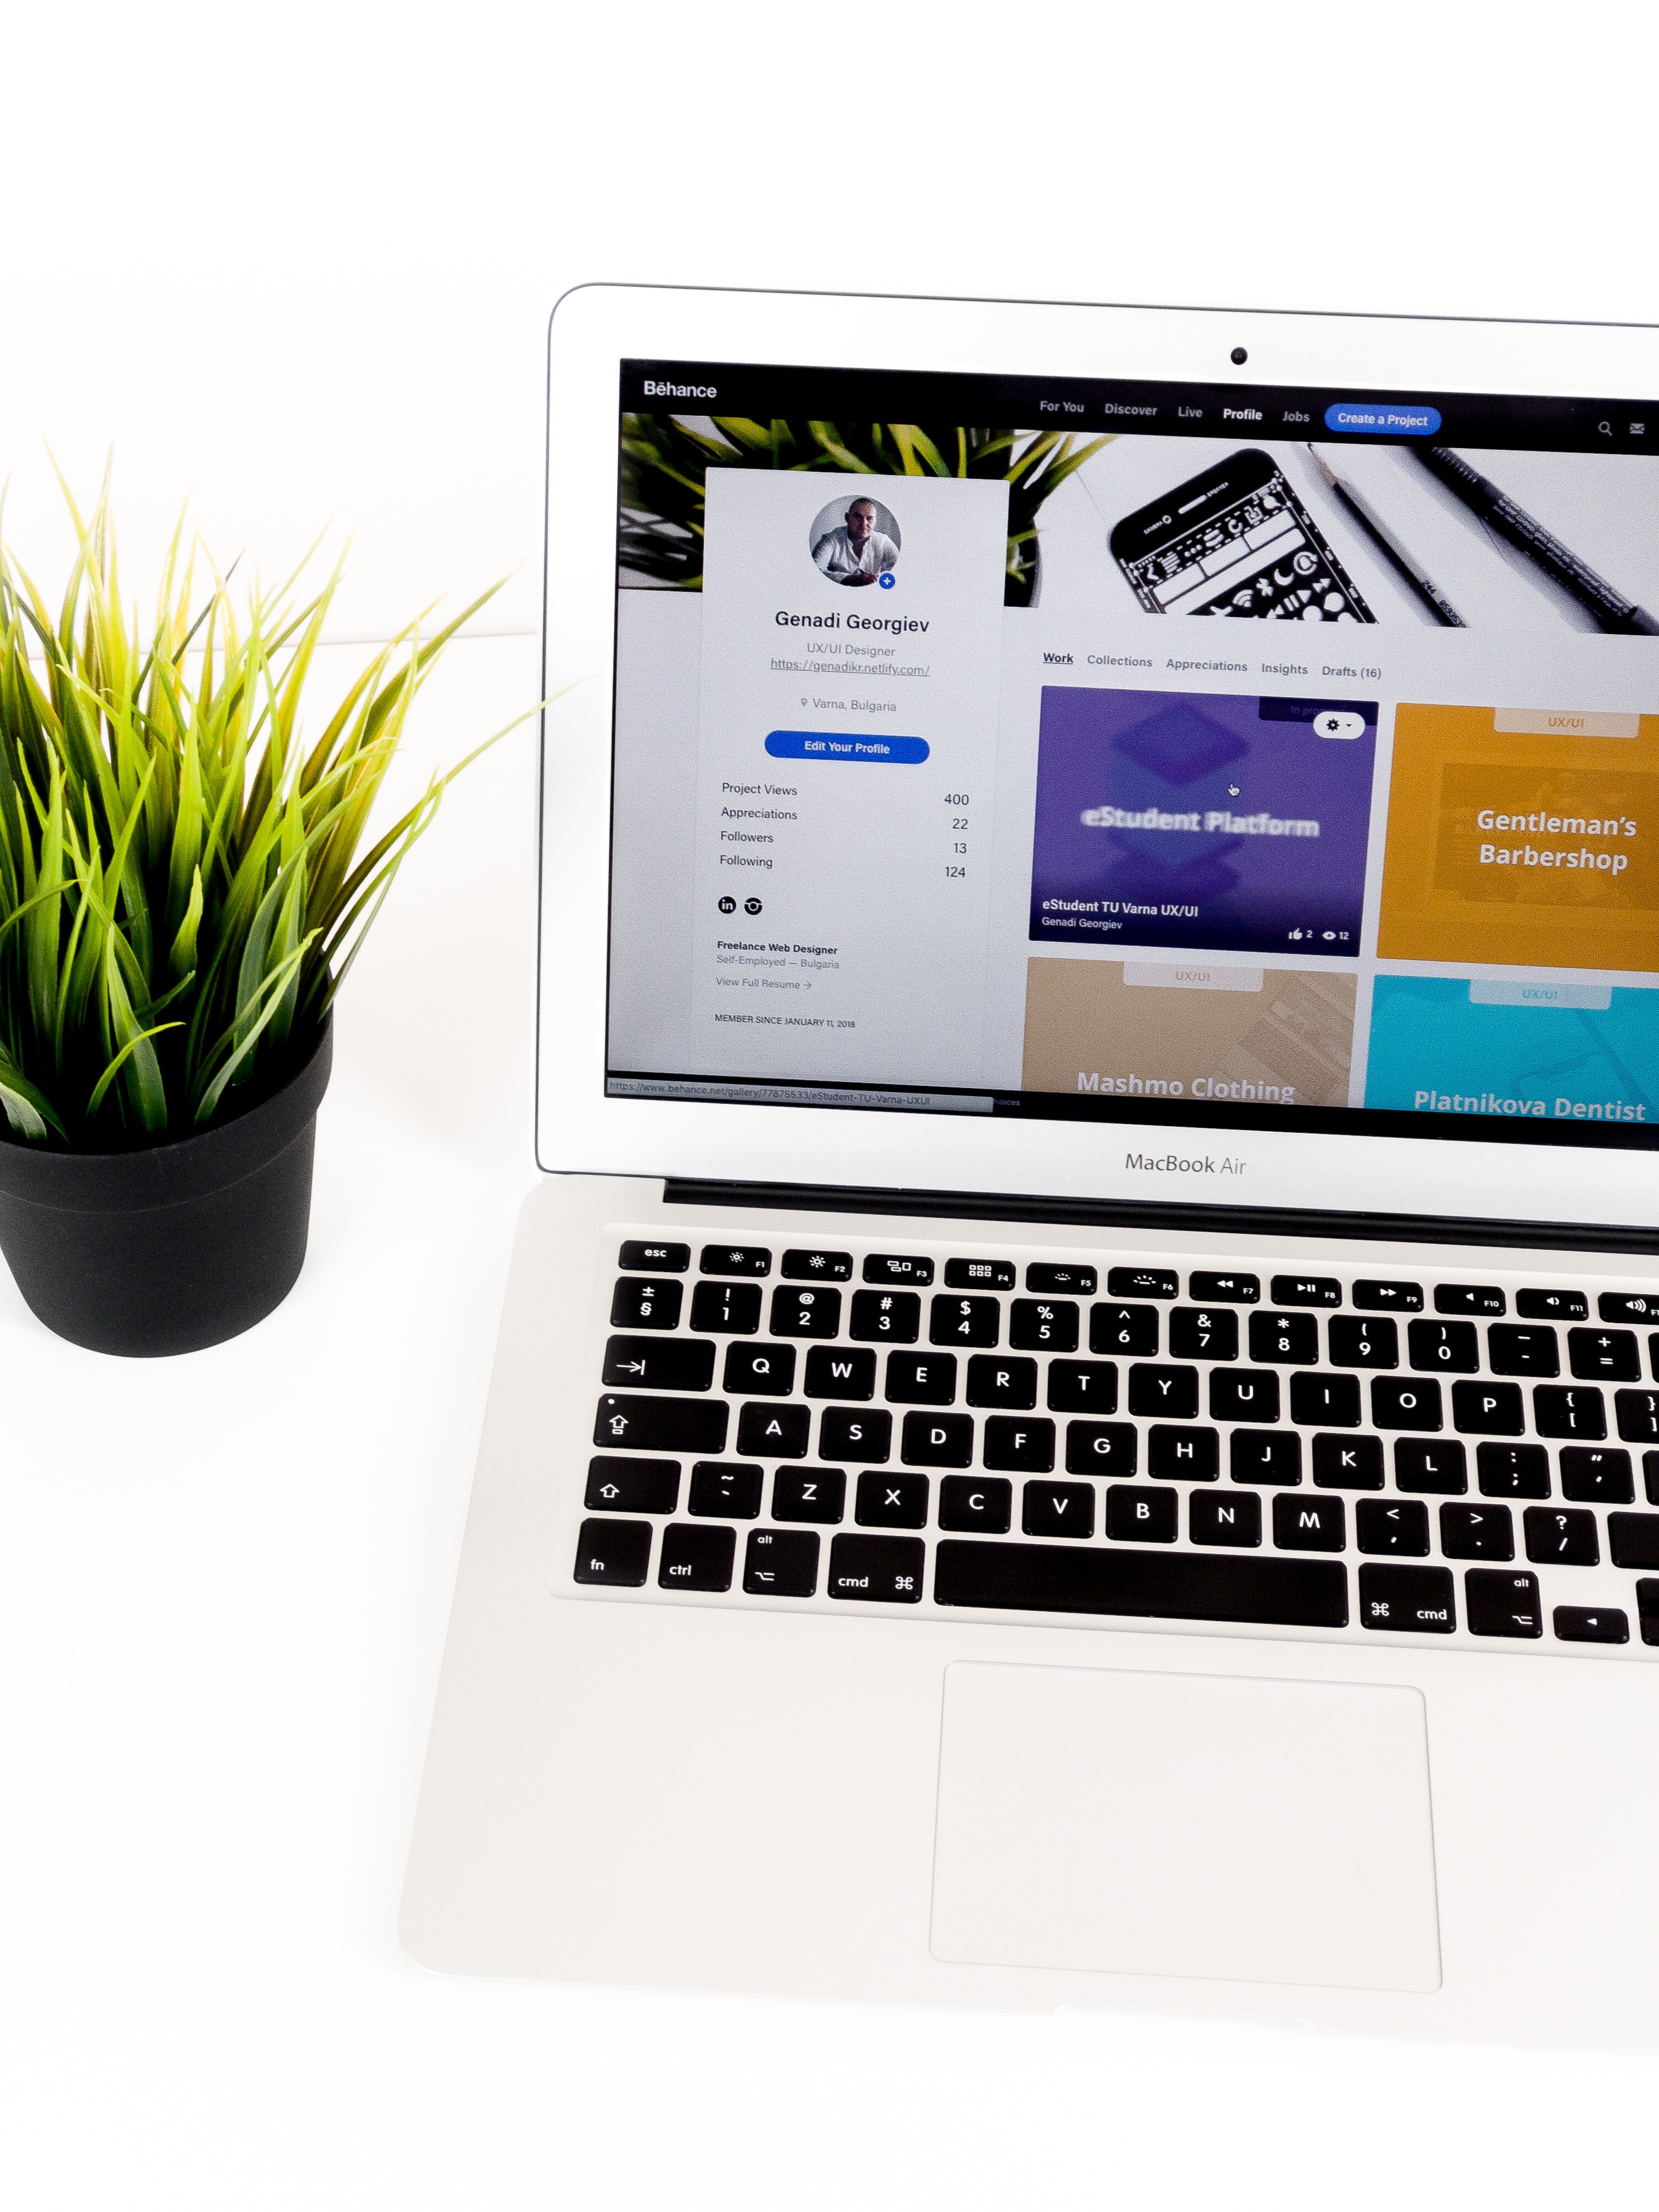 Bēhance
For You Discover Live Profile Jobs Create a Project
Genadi Georgiev
UX/UI Designer
https://genadikr.netlify.com/
Varna, Bulgaria
Edit Your Profile
Project Views 400
Appreciations 22
Followers 13
Following 124
in
Freelance Web Designer
Self-Employed — Bulgaria
View Full Resume →
MEMBER SINCE JANUARY 11, 2018
Work Collections Appreciations Insights Drafts (16)
eStudent Platform
eStudent TU Varna UX/UI
Genadi Georgiev
2 12
UX/UI
Gentleman's
Barbershop
UX/UI
Mashmo Clothing
UX/UI
Platnikova Dentist
https://www.behance.net/gallery/77875533/eStudent-TU-Varna-UXUI
MacBook Air
esc F1 F2 F3 F4 F5 F6 F7 F8 F9 F10 F11
± ! @ # $ % ^ & * ( ) _ +
§ 1 2 3 4 5 6 7 8 9 0 - =
Q W E R T Y U I O P { }
[ ]
A S D F G H J K L : "
; '
~ Z X C V B N M < > ?
` , . /
fn ctrl alt cmd ⌘ ⌘ cmd alt